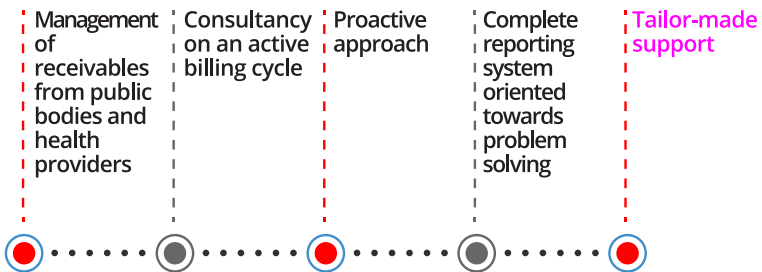 Management
of
receivables
from public
bodies and
health
providers
Consultancy
on an active
billing cycle
Proactive
approach
Complete
reporting
system
oriented
towards
problem
solving
Tailor-made
support